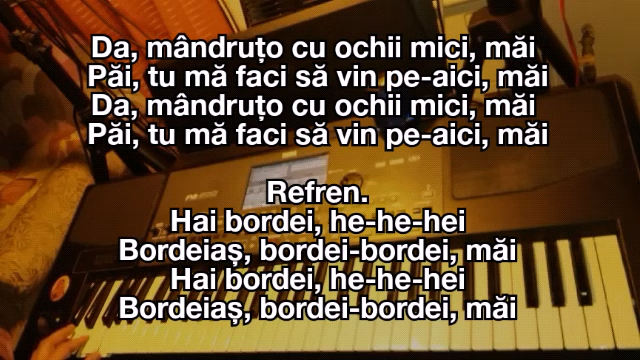 Da, mândruțo cu ochii mici, măi
Păi, tu mă faci să vin pe-aici, măi
Da, mândruțo cu ochii mici, măi
Păi, tu mă faci să vin pe-aici, măi
Refren.
Hai bordei, he-he-hei
Bordeiaș, bordei-bordei, măi
Hai bordei, he-he-hei
Bordeiaș, bordei-bordei, măi